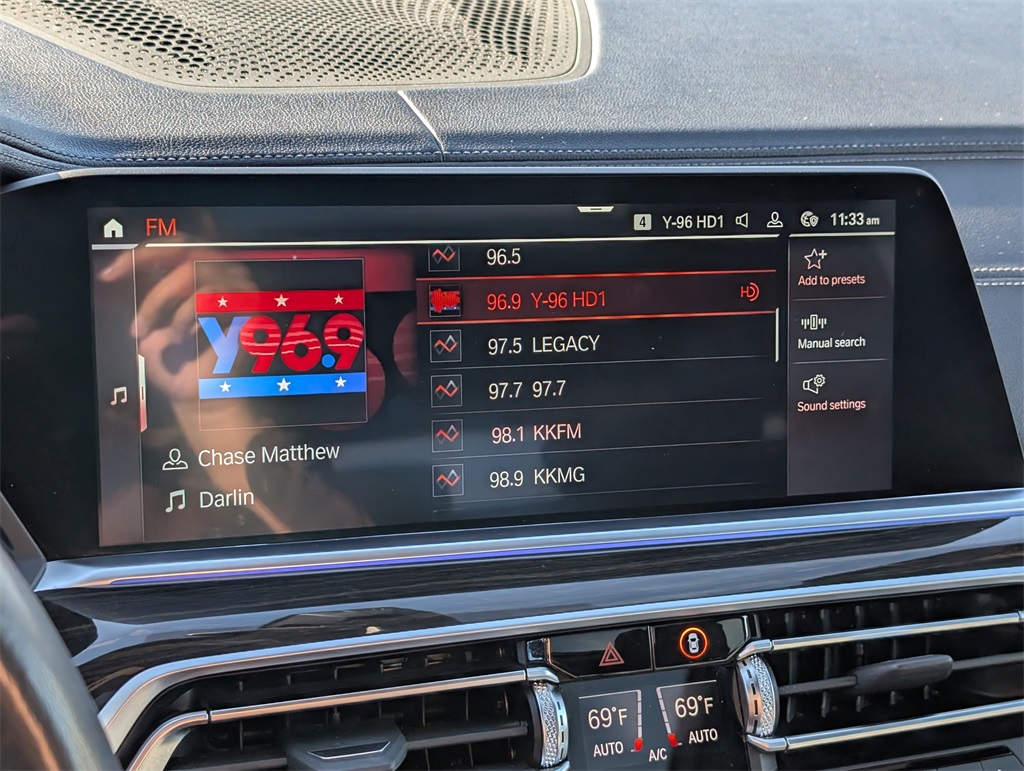 FM
4 Y-96 HD1 11:33 am
Y96.9
Chase Matthew
Darlin
96.5
96.9 Y-96 HD1 HD
97.5 LEGACY
97.7 97.7
98.1 KKFM
98.9 KKMG
Add to presets
Manual search
Sound settings
69°F 69°F
AUTO A/C AUTO